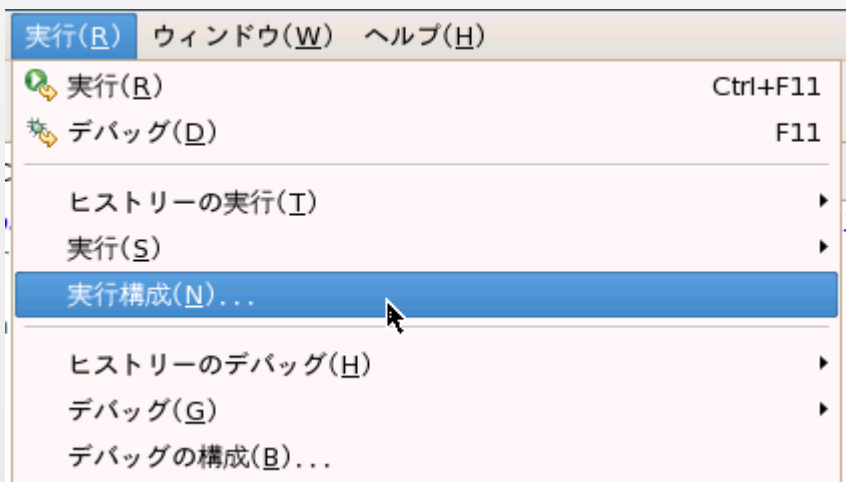 実行(R) ウィンドウ(W) ヘルプ(H)
実行(R) Ctrl+F11
デバッグ(D) F11
ヒストリーの実行(T)
実行(S)
実行構成(N)...
ヒストリーのデバッグ(H)
デバッグ(G)
デバッグの構成(B)...